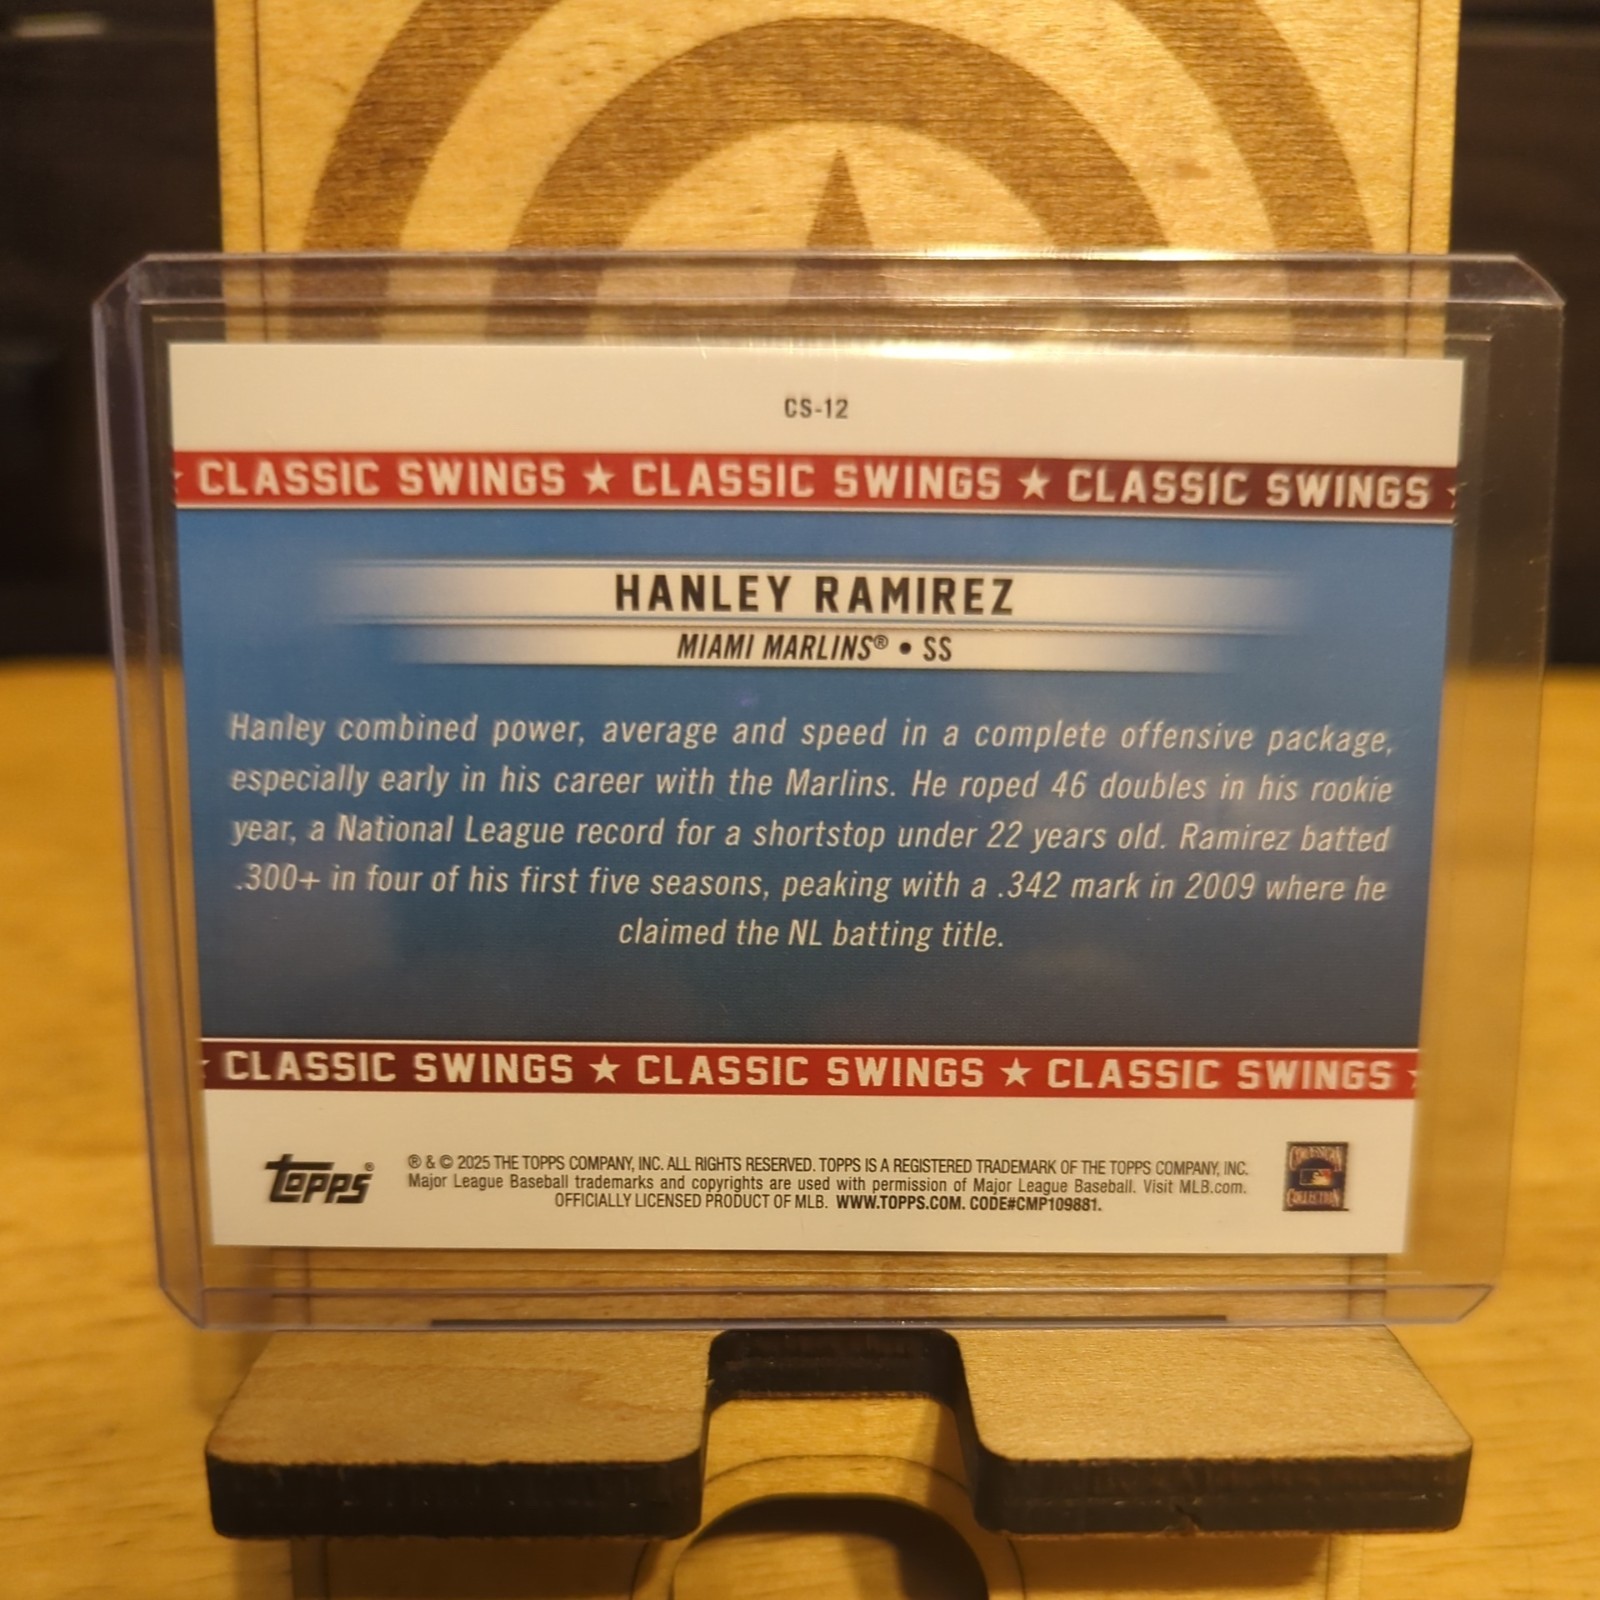 CS-12
CLASSIC SWINGS ★ CLASSIC SWINGS ★ CLASSIC SWINGS
HANLEY RAMIREZ
MIAMI MARLINS® • SS
Hanley combined power, average and speed in a complete offensive package,
especially early in his career with the Marlins. He roped 46 doubles in his rookie
year, a National League record for a shortstop under 22 years old. Ramirez batted
.300+ in four of his first five seasons, peaking with a .342 mark in 2009 where he
claimed the NL batting title.
CLASSIC SWINGS ★ CLASSIC SWINGS ★ CLASSIC SWINGS
topps®
® & © 2025 THE TOPPS COMPANY, INC. ALL RIGHTS RESERVED. TOPPS IS A REGISTERED TRADEMARK OF THE TOPPS COMPANY, INC.
Major League Baseball trademarks and copyrights are used with permission of Major League Baseball. Visit MLB.com.
OFFICIALLY LICENSED PRODUCT OF MLB. WWW.TOPPS.COM. CODE#CMP109881.
COLLECTION